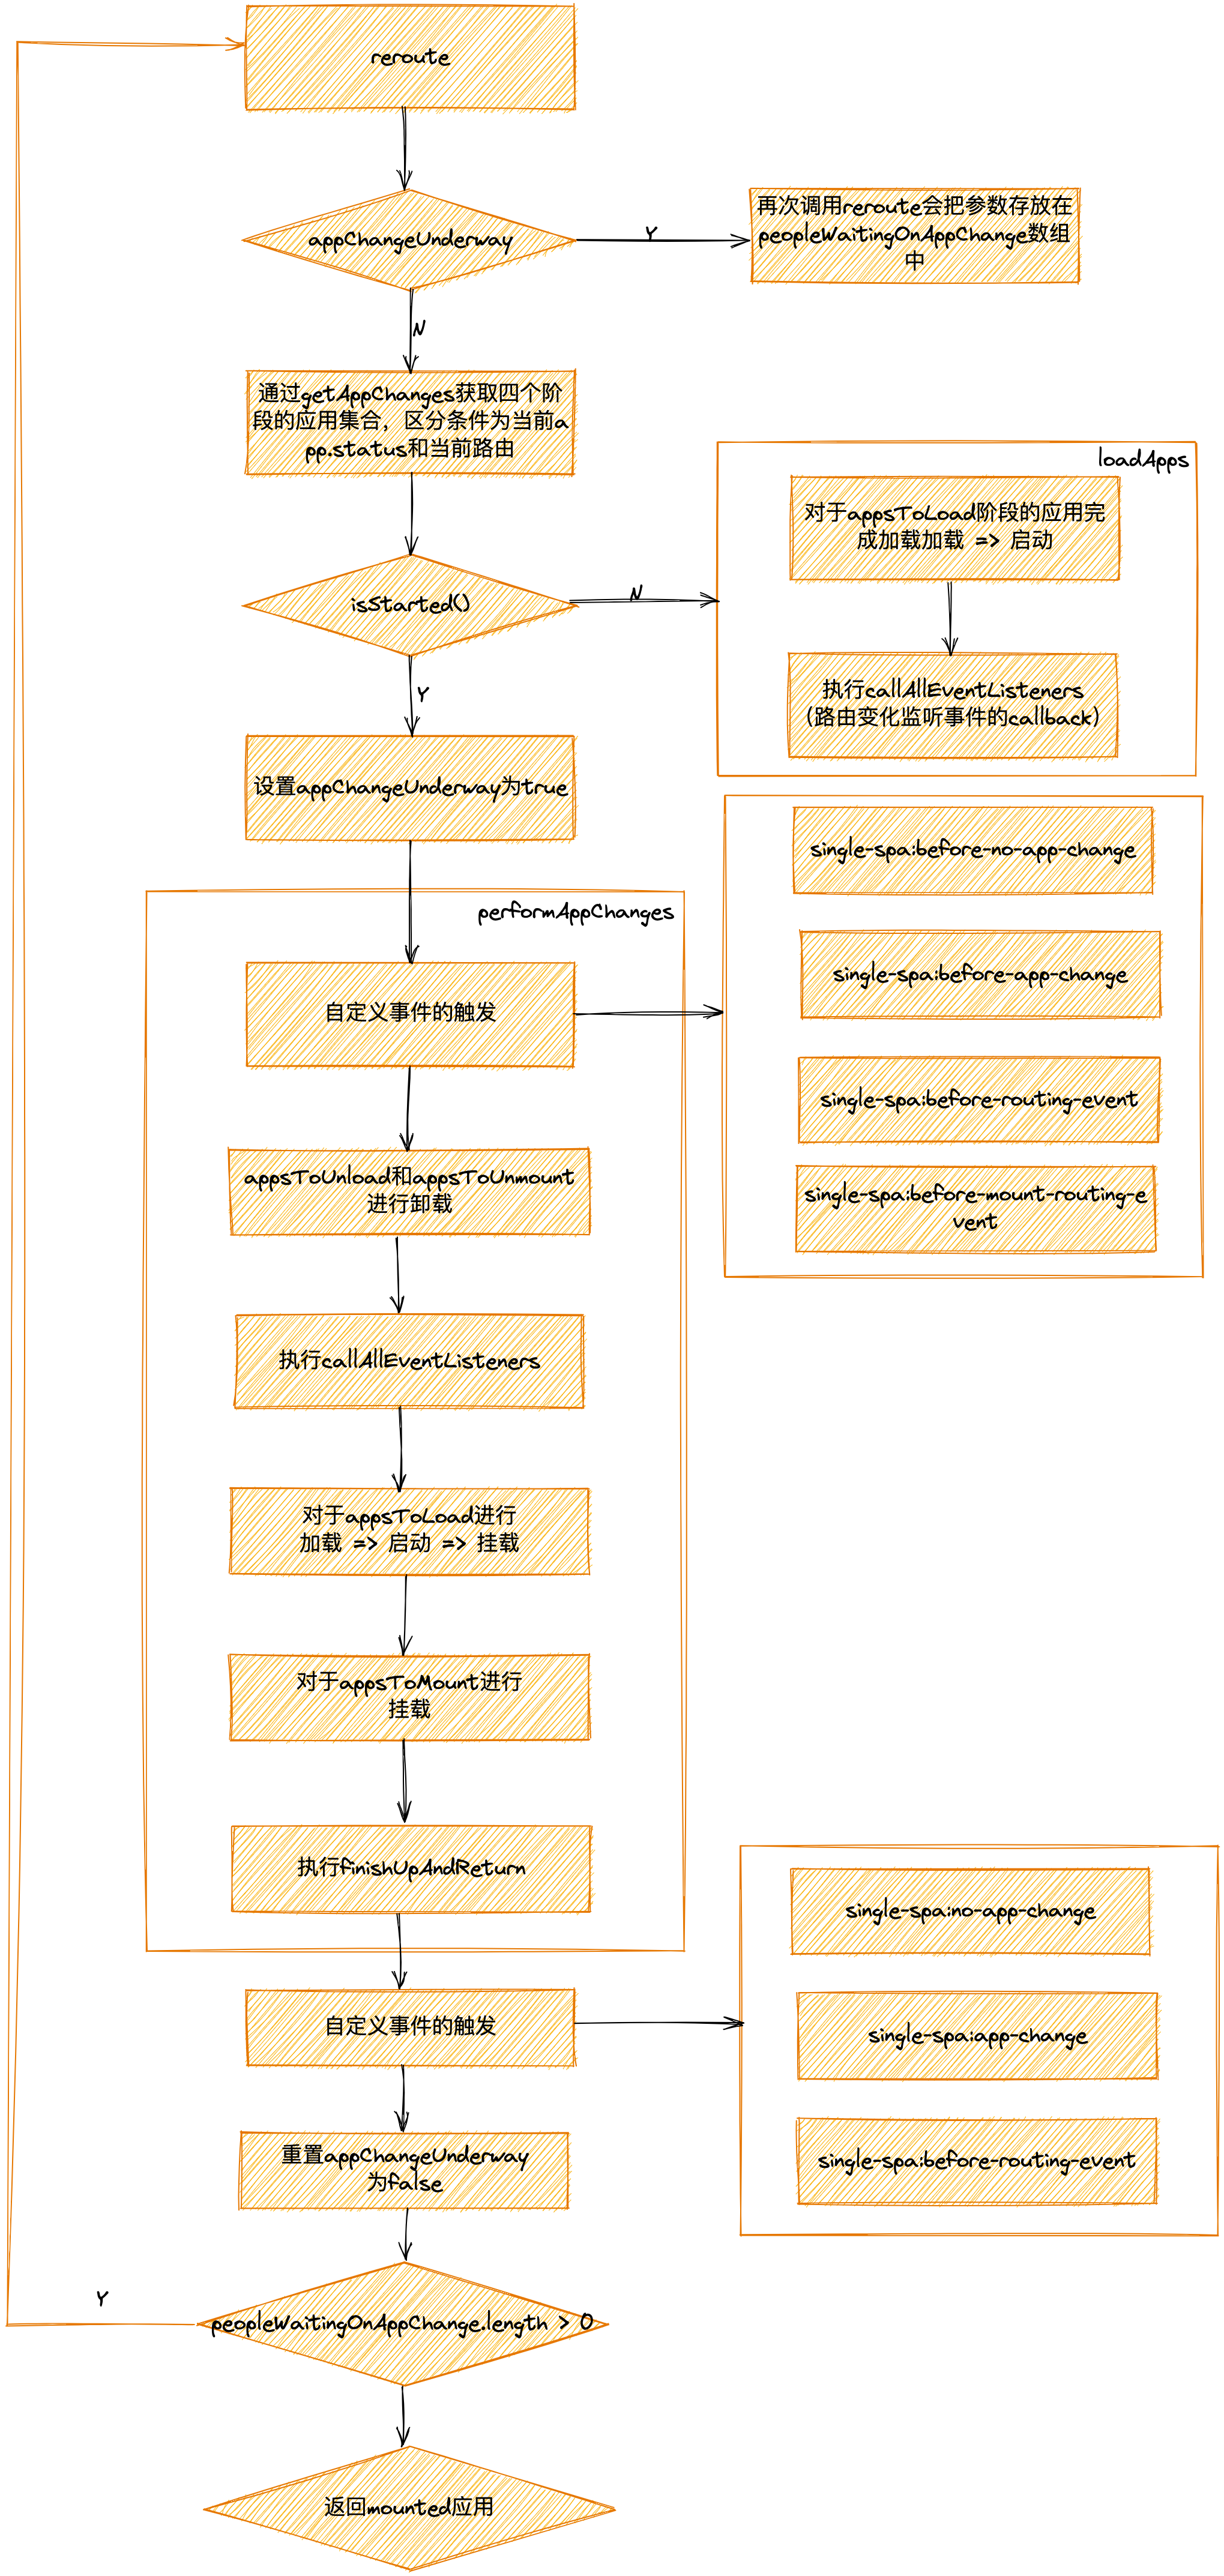 reroute
appChangeUnderway
Y
再次调用reroute会把参数存放在
peopleWaitingOnAppChange数组
中
N
通过getAppChanges获取四个阶
段的应用集合，区分条件为当前a
pp.status和当前路由
loadApps
对于appsToLoad阶段的应用完
成加载加载 => 启动
isStarted()
N
执行callAllEventListeners
（路由变化监听事件的callback）
Y
设置appChangeUnderway为true
single-spa:before-no-app-change
performAppChanges
single-spa:before-app-change
自定义事件的触发
single-spa:before-routing-event
appsToUnload和appsToUnmount
进行卸载
single-spa:before-mount-routing-e
vent
执行callAllEventListeners
对于appsToLoad进行
加载 => 启动 => 挂载
对于appsToMount进行
挂载
执行finishUpAndReturn
single-spa:no-app-change
自定义事件的触发
single-spa:app-change
重置appChangeUnderway
为false
single-spa:before-routing-event
Y
peopleWaitingOnAppChange.length > 0
返回mounted应用